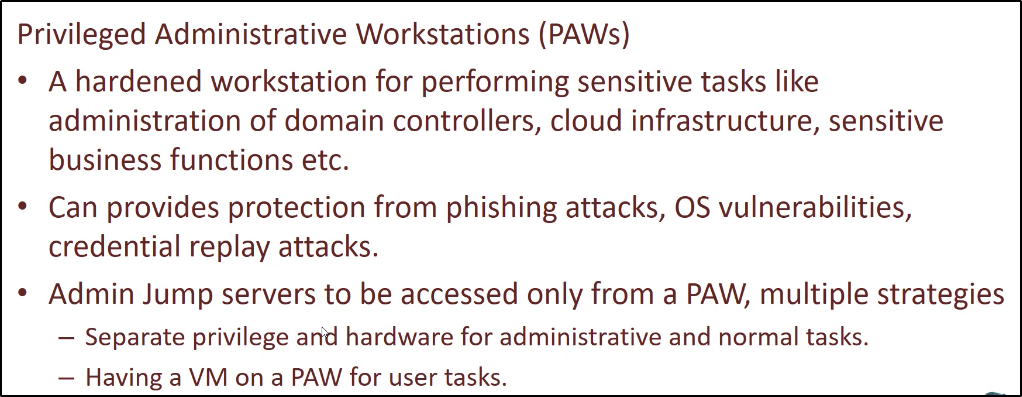 Privileged Administrative Workstations (PAWs)
• A hardened workstation for performing sensitive tasks like
administration of domain controllers, cloud infrastructure, sensitive
business functions etc.
• Can provides protection from phishing attacks, OS vulnerabilities,
credential replay attacks.
• Admin Jump servers to be accessed only from a PAW, multiple strategies
– Separate privilege and hardware for administrative and normal tasks.
– Having a VM on a PAW for user tasks.